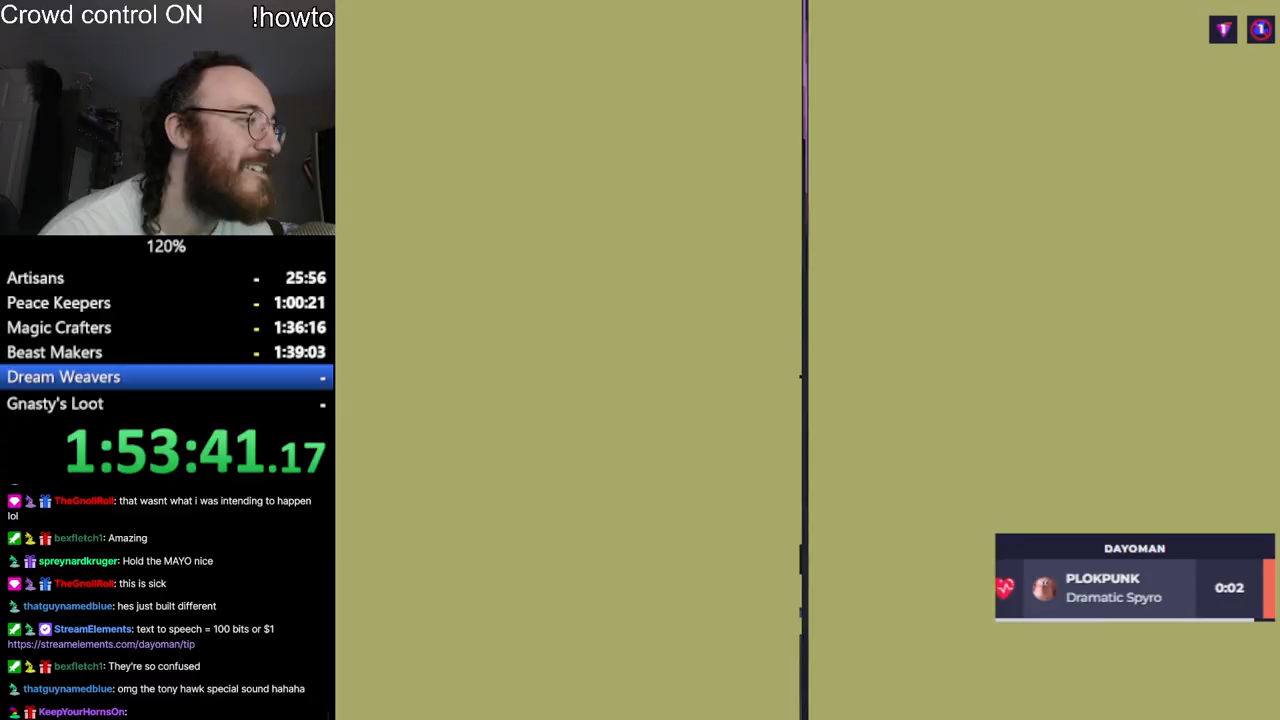 Crowd control ON
!howto
1
1
120%
Artisans - 25:56
Peace Keepers - 1:00:21
Magic Crafters - 1:36:16
Beast Makers - 1:39:03
Dream Weavers -
Gnasty's Loot -
1:53:41.17
TheGnollRoll: that wasnt what i was intending to happen
lol
bexfletch1: Amazing
spreynardkruger: Hold the MAYO nice
TheGnollRoll: this is sick
thatguynamedblue: hes just built different
StreamElements: text to speech = 100 bits or $1
https://streamelements.com/dayoman/tip
bexfletch1: They're so confused
thatguynamedblue: omg the tony hawk special sound hahaha
KeepYourHornsOn:
DAYOMAN
PLOKPUNK
Dramatic Spyro
0:02